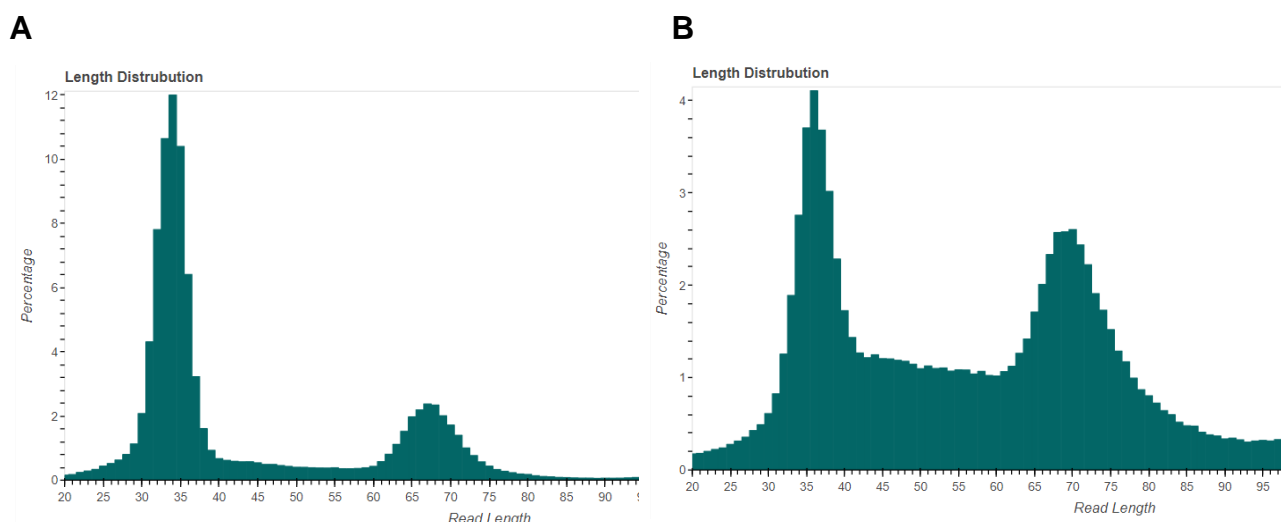 A
B
Length Distrubution
Length Distrubution
12
10
8
6
4
2
0
Percentage
20 25 30 35 40 45 50 55 60 65 70 75 80 85 90 9
Read Length
4
3
2
1
0
Percentage
20 25 30 35 40 45 50 55 60 65 70 75 80 85 90 95
Read Length